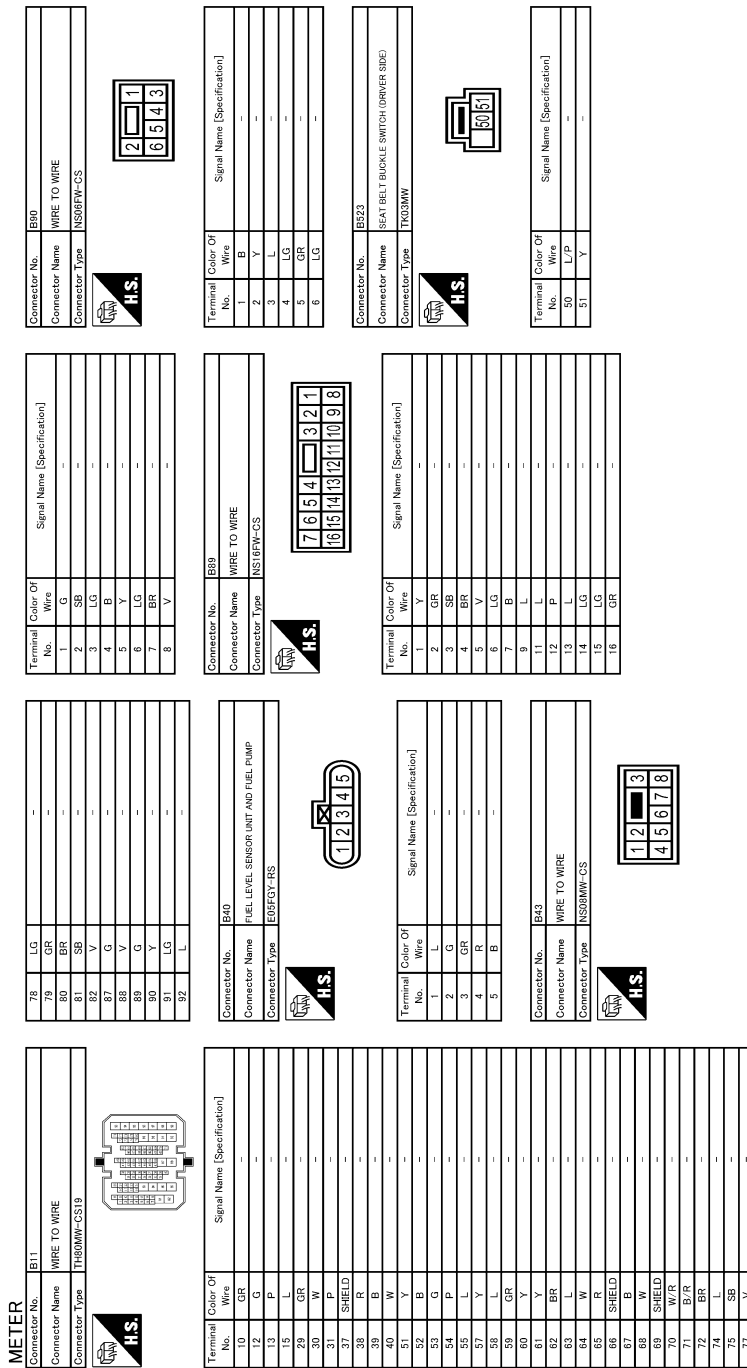 METER
Connector No. B11
Connector Name WIRE TO WIRE
Connector Type TH80MW-CS19
H.S.
Terminal No. Color Of Wire Signal Name [Specification]
10 GR –
12 G –
13 P –
15 L –
29 GR –
30 W –
31 P –
37 SHIELD –
38 R –
39 B –
40 W –
51 Y –
52 B –
53 G –
54 P –
55 L –
57 Y –
58 L –
59 GR –
60 Y –
61 Y –
62 BR –
63 L –
64 W –
65 R –
66 SHIELD –
67 B –
68 W –
69 SHIELD –
70 W/R –
71 B/R –
72 BR –
74 L –
75 SB –
77 V –
78 LG –
79 GR –
80 BR –
81 SB –
82 V –
87 G –
88 V –
89 G –
90 Y –
91 LG –
92 L –
Connector No. B40
Connector Name FUEL LEVEL SENSOR UNIT AND FUEL PUMP
Connector Type E05FGY-RS
H.S.
1 2 3 4 5
Terminal No. Color Of Wire Signal Name [Specification]
1 L –
2 G –
3 GR –
4 R –
5 B –
Connector No. B43
Connector Name WIRE TO WIRE
Connector Type NS08MW-CS
H.S.
1 2 3
4 5 6 7 8
Terminal No. Color Of Wire Signal Name [Specification]
1 G –
2 SB –
3 LG –
4 B –
5 Y –
6 LG –
7 BR –
8 V –
Connector No. B89
Connector Name WIRE TO WIRE
Connector Type NS16FW-CS
H.S.
7 6 5 4 3 2 1
16 15 14 13 12 11 10 9 8
Terminal No. Color Of Wire Signal Name [Specification]
1 Y –
2 GR –
3 SB –
4 BR –
5 V –
6 LG –
7 B –
9 L –
11 L –
12 P –
13 L –
14 LG –
15 LG –
16 GR –
Connector No. B90
Connector Name WIRE TO WIRE
Connector Type NS06FW-CS
H.S.
2 1
6 5 4 3
Terminal No. Color Of Wire Signal Name [Specification]
1 B –
2 Y –
3 L –
4 LG –
5 GR –
6 LG –
Connector No. B523
Connector Name SEAT BELT BUCKLE SWITCH (DRIVER SIDE)
Connector Type TK03MW
H.S.
50 51
Terminal No. Color Of Wire Signal Name [Specification]
50 L/P –
51 Y –